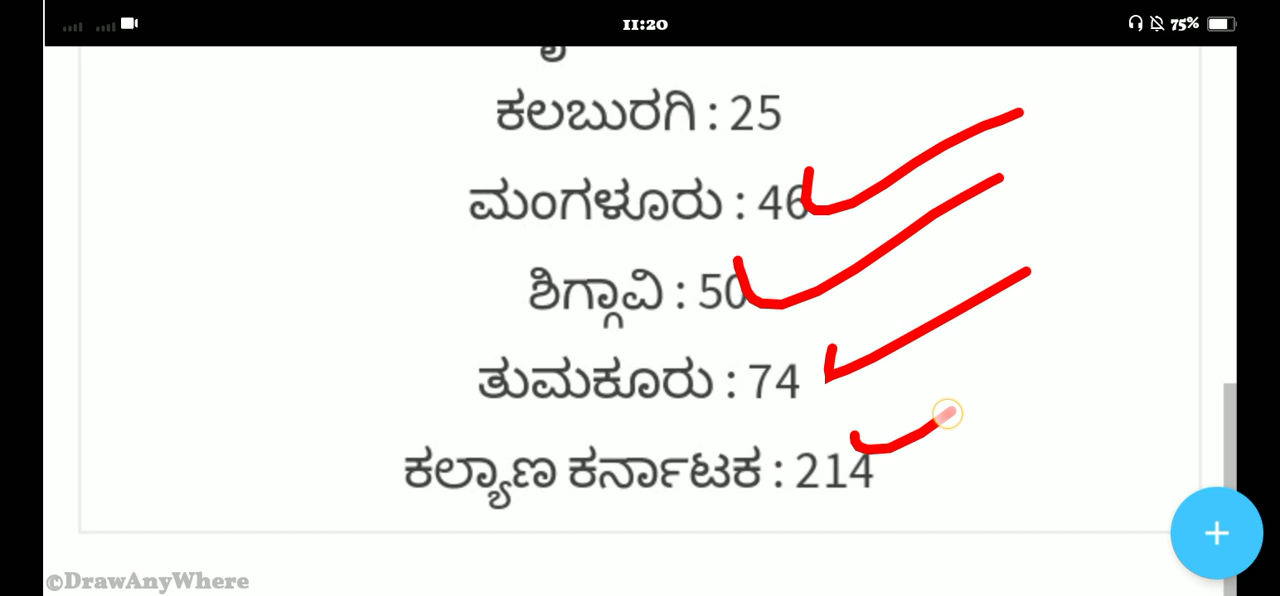 11:20
75%
ಕಲಬುರಗಿ : 25
ಮಂಗಳೂರು : 46
ಶಿಗ್ಗಾವಿ : 50
ತುಮಕೂರು : 74
ಕಲ್ಯಾಣ ಕರ್ನಾಟಕ : 214
©DrawAnyWhere